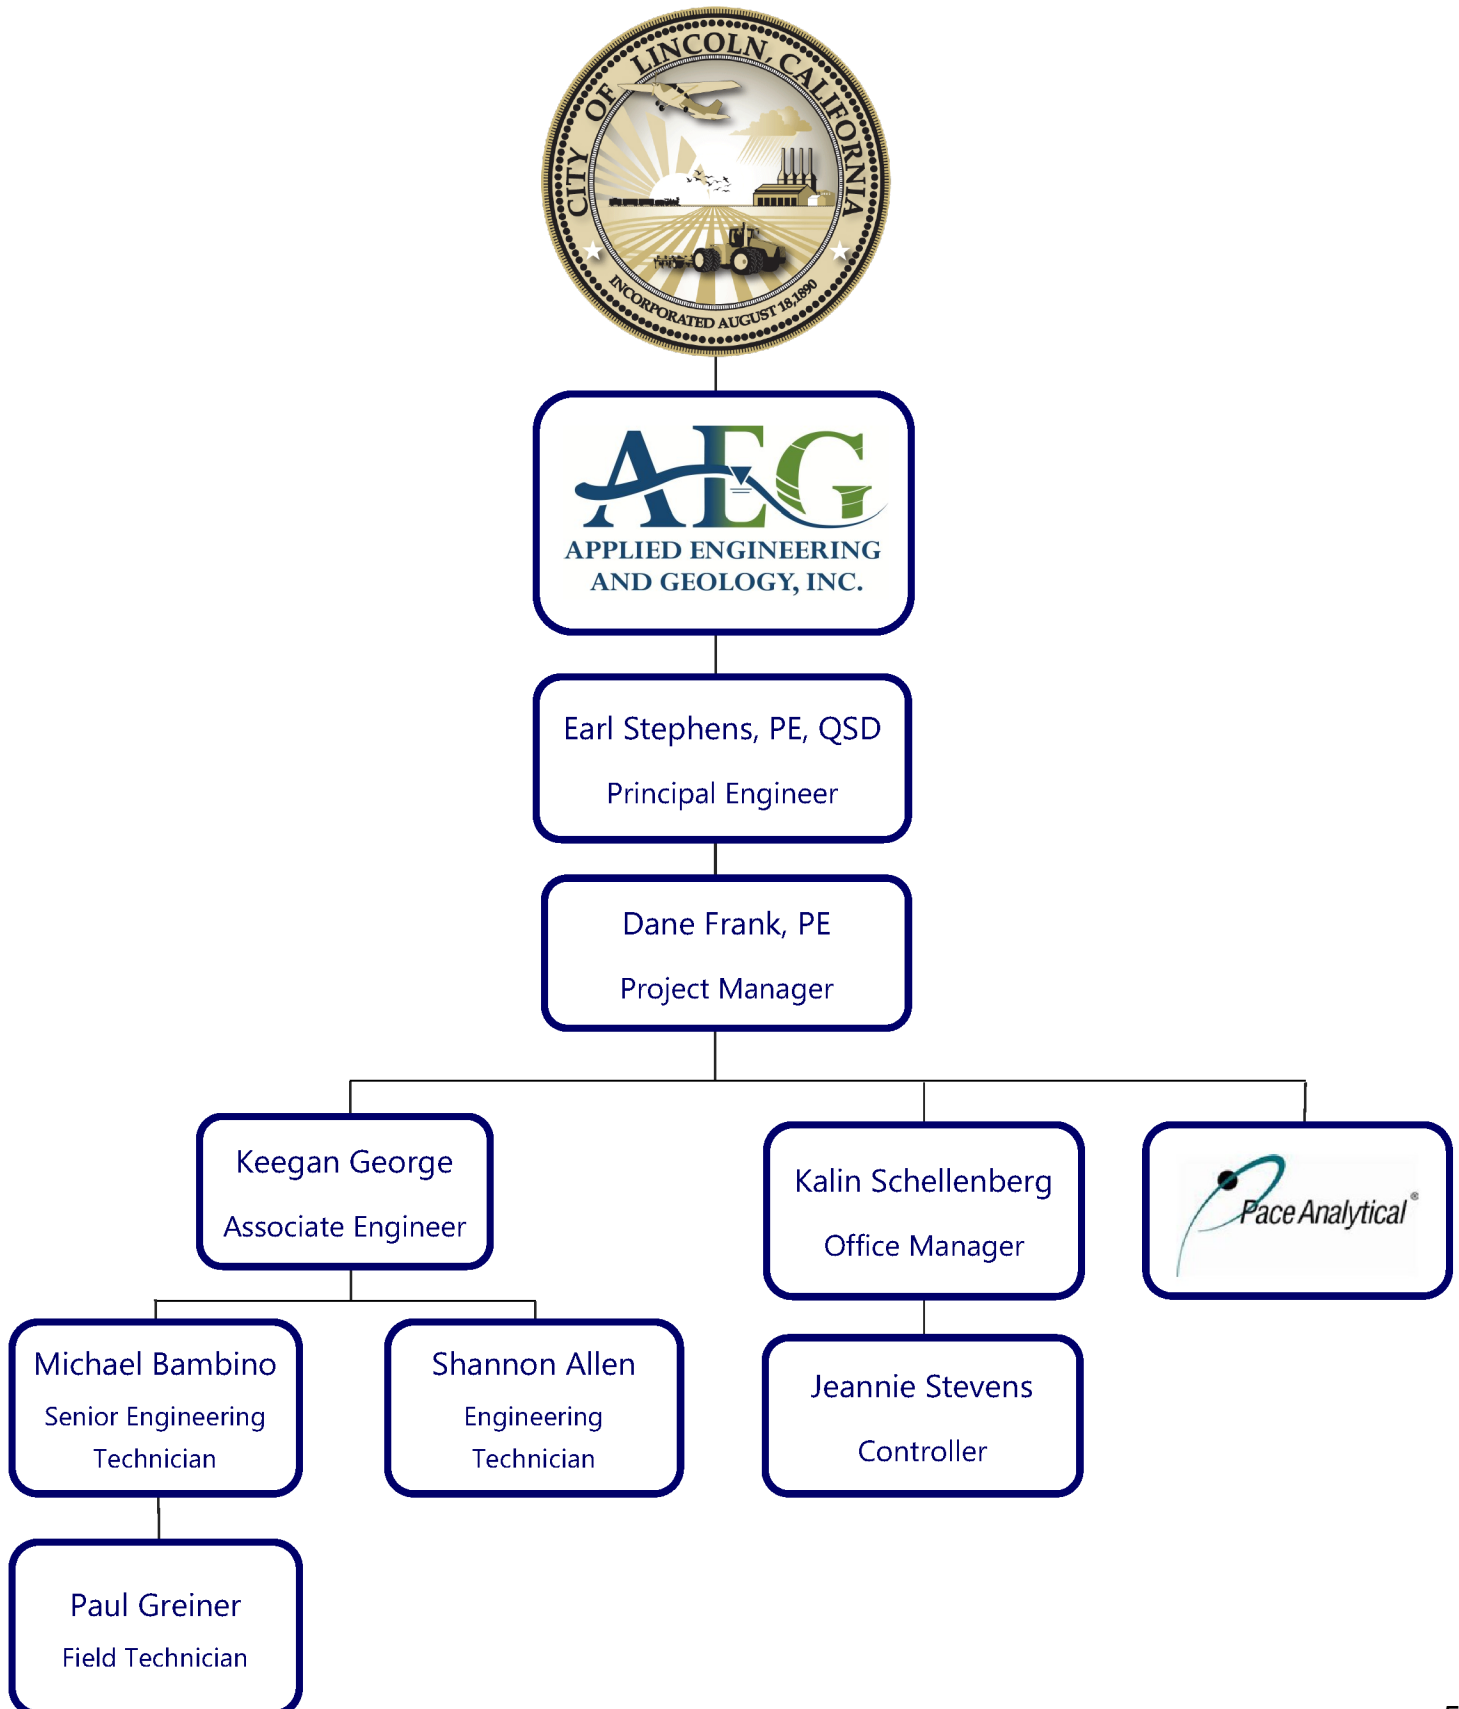 CITY OF LINCOLN, CALIFORNIA
INCORPORATED AUGUST 18, 1890
AEG
APPLIED ENGINEERING
AND GEOLOGY, INC.
Earl Stephens, PE, QSD
Principal Engineer
Dane Frank, PE
Project Manager
Keegan George
Associate Engineer
Kalin Schellenberg
Office Manager
Pace Analytical®
Michael Bambino
Senior Engineering
Technician
Shannon Allen
Engineering
Technician
Jeannie Stevens
Controller
Paul Greiner
Field Technician